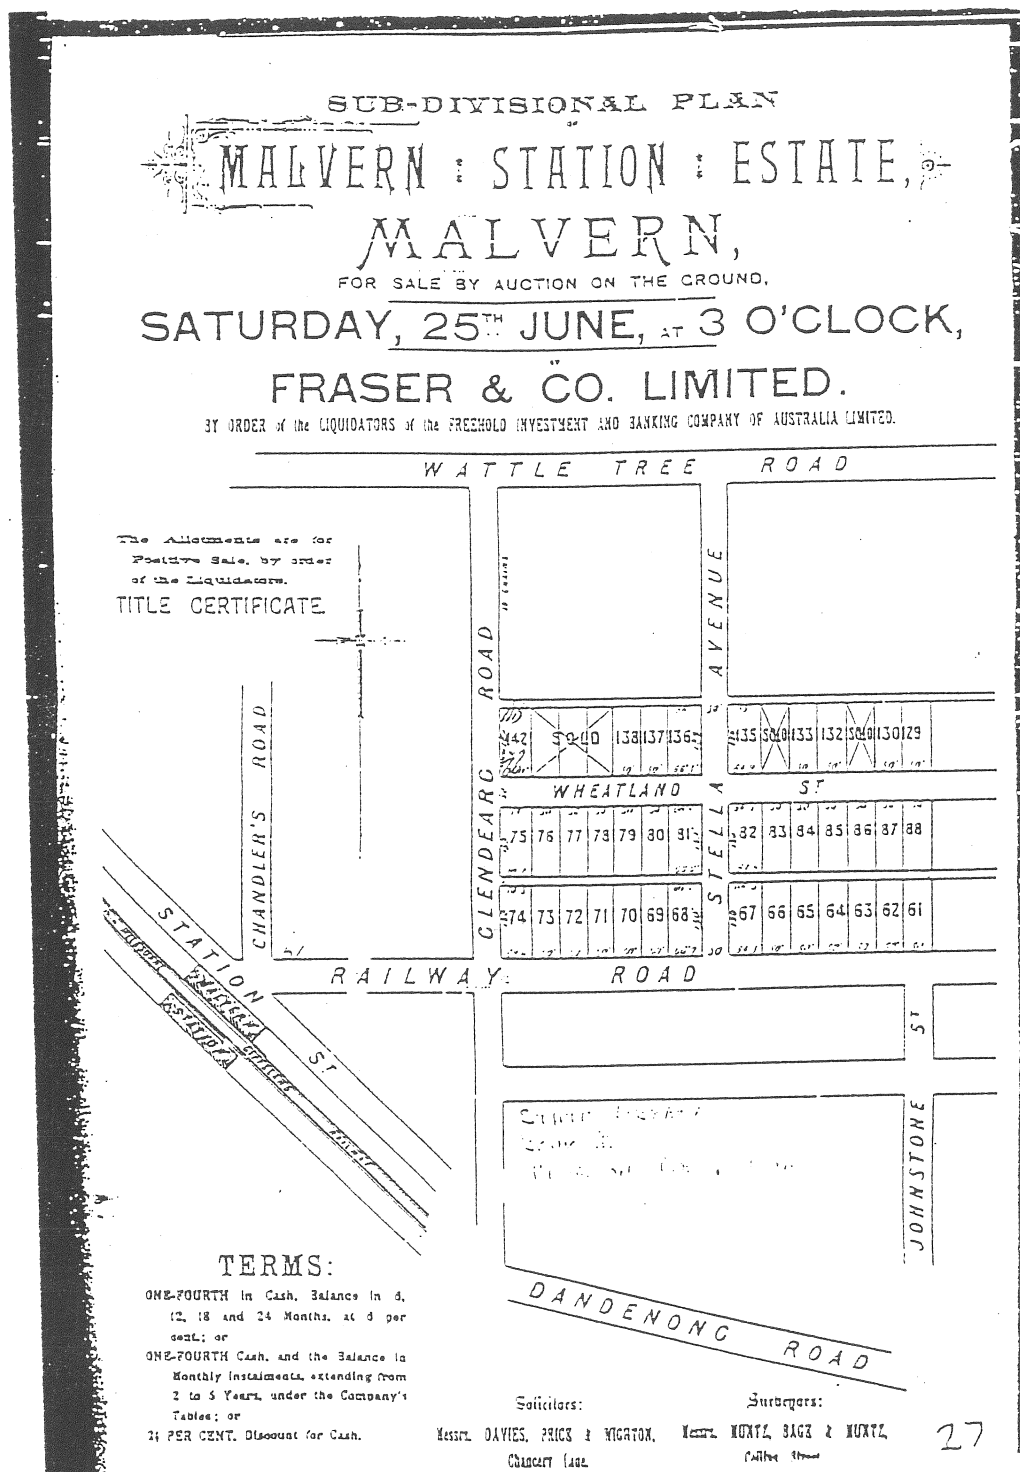 SUB-DIVISIONAL PLAN
OF
MALVERN : STATION : ESTATE,
MALVERN,
FOR SALE BY AUCTION ON THE GROUND,
SATURDAY, 25TH JUNE, AT 3 O'CLOCK,
BY
FRASER & CO. LIMITED.
BY ORDER of the LIQUIDATORS of the FREEHOLD INVESTMENT AND BANKING COMPANY OF AUSTRALIA LIMITED.
WATTLE TREE ROAD
The Allotments are for
Positive Sale, by order
of the Liquidators.
TITLE CERTIFICATE.
GLENDEARG ROAD
STELLA AVENUE
CHANDLER'S ROAD
142 SOLD 138 137 136
135 SOLD 133 132 SOLD 130 129
WHEATLAND ST
75 76 77 78 79 80 81
82 83 84 85 86 87 88
74 73 72 71 70 69 68
67 66 65 64 63 62 61
RAILWAY ROAD
STATION ST
MALVERN
STATION
JOHNSTONE ST
DANDENONG ROAD
TERMS:
ONE-FOURTH in Cash, Balance in 6,
12, 18 and 24 Months, at 6 per
cent.; or
ONE-FOURTH Cash, and the Balance in
Monthly Instalments, extending from
2 to 5 Years, under the Company's
Tables; or
2½ PER CENT. Discount for Cash.
Solicitors:
Messrs. DAVIES, PRICE & WIGHTON,
Chancery Lane.
Surveyors:
Messrs. MUNTZ, BAGE & MUNTZ,
Collins Street
27